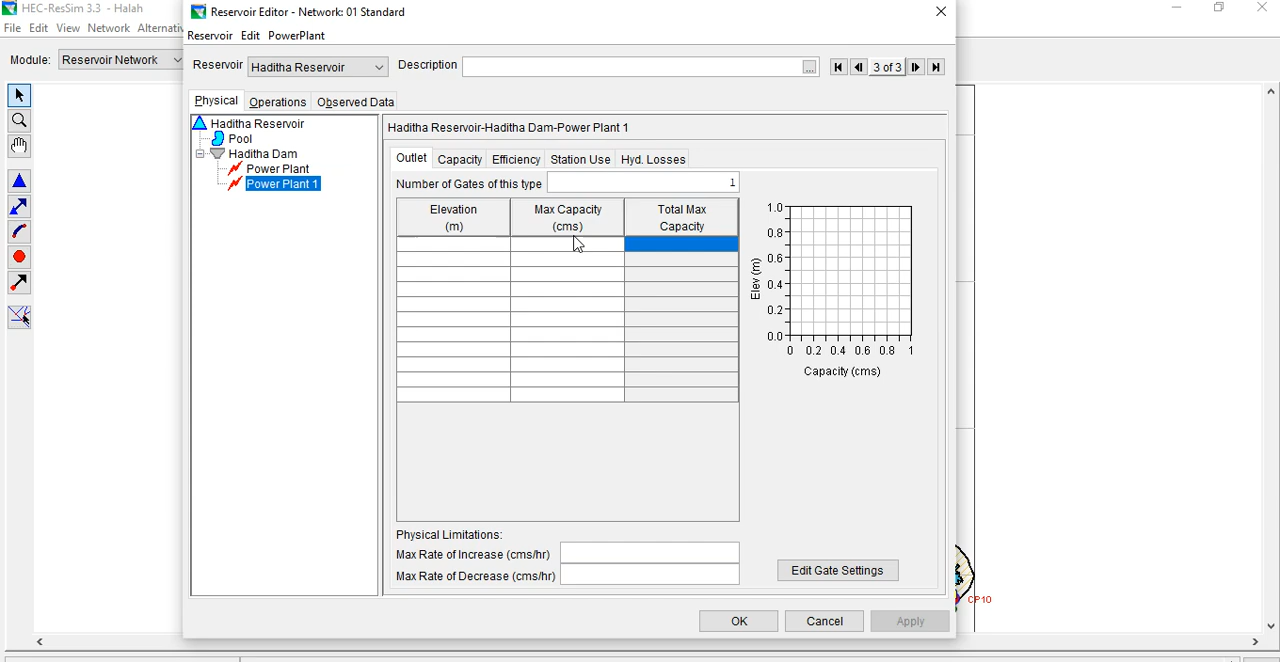 HEC-ResSim 3.3 - Halah
File Edit View Network Alternati
Module: Reservoir Network
Reservoir Editor - Network: 01 Standard
Reservoir Edit PowerPlant
Reservoir Haditha Reservoir Description ... 3 of 3
Physical Operations Observed Data
Haditha Reservoir
Pool
Haditha Dam
Power Plant
Power Plant 1
Haditha Reservoir-Haditha Dam-Power Plant 1
Outlet Capacity Efficiency Station Use Hyd. Losses
Number of Gates of this type 1
Elevation (m)
Max Capacity (cms)
Total Max Capacity
1.0
0.8
0.6
0.4
0.2
0.0
Elev (m)
0 0.2 0.4 0.6 0.8 1
Capacity (cms)
Physical Limitations:
Max Rate of Increase (cms/hr)
Max Rate of Decrease (cms/hr)
Edit Gate Settings
OK Cancel Apply
CP10